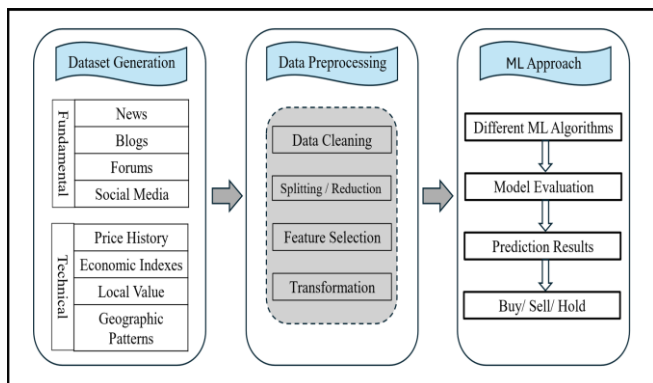 Dataset Generation
Fundamental
News
Blogs
Forums
Social Media
Technical
Price History
Economic Indexes
Local Value
Geographic
Patterns
Data Preprocessing
Data Cleaning
Splitting / Reduction
Feature Selection
Transformation
ML Approach
Different ML Algorithms
Model Evaluation
Prediction Results
Buy/ Sell/ Hold